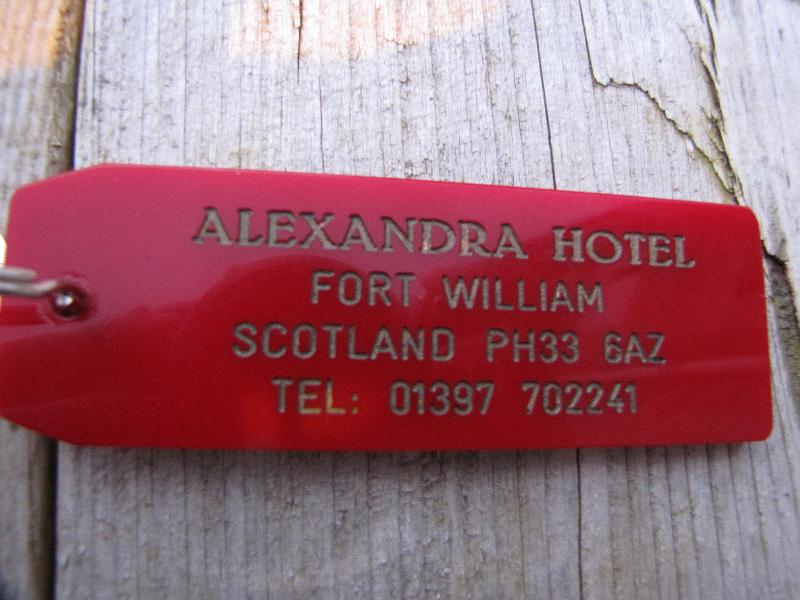 ALEXANDRA HOTEL
FORT WILLIAM
SCOTLAND PH33 6AZ
TEL: 01397 702241